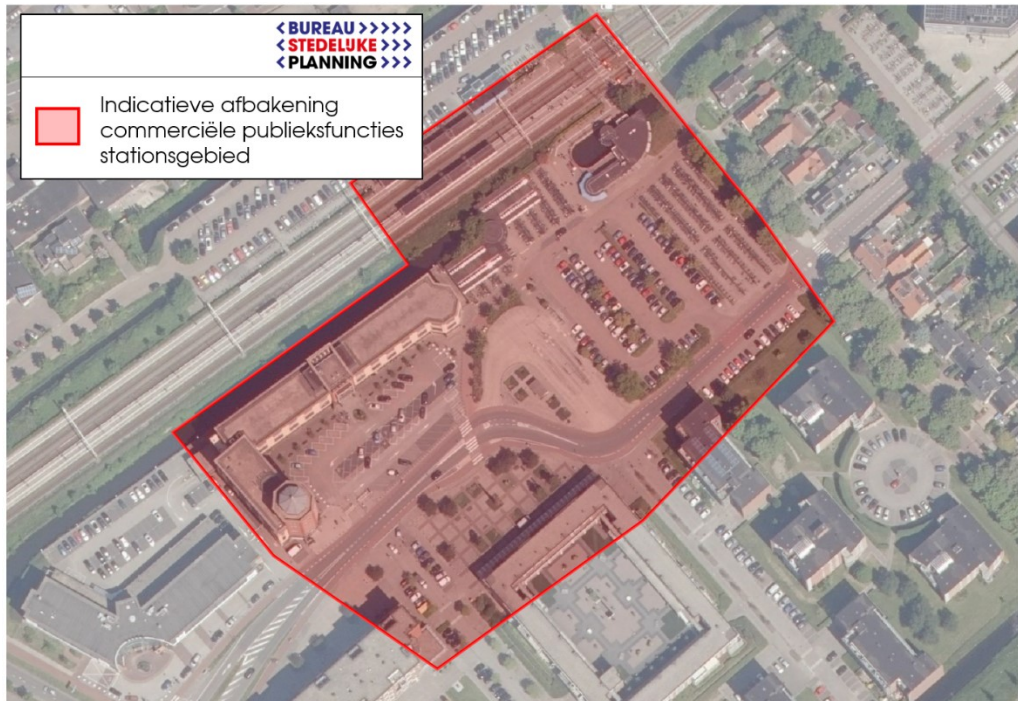 <BUREAU>>>>>
<STEDELIJKE>>>
<PLANNING>>>
Indicatieve afbakening
commerciële publieksfuncties
stationsgebied